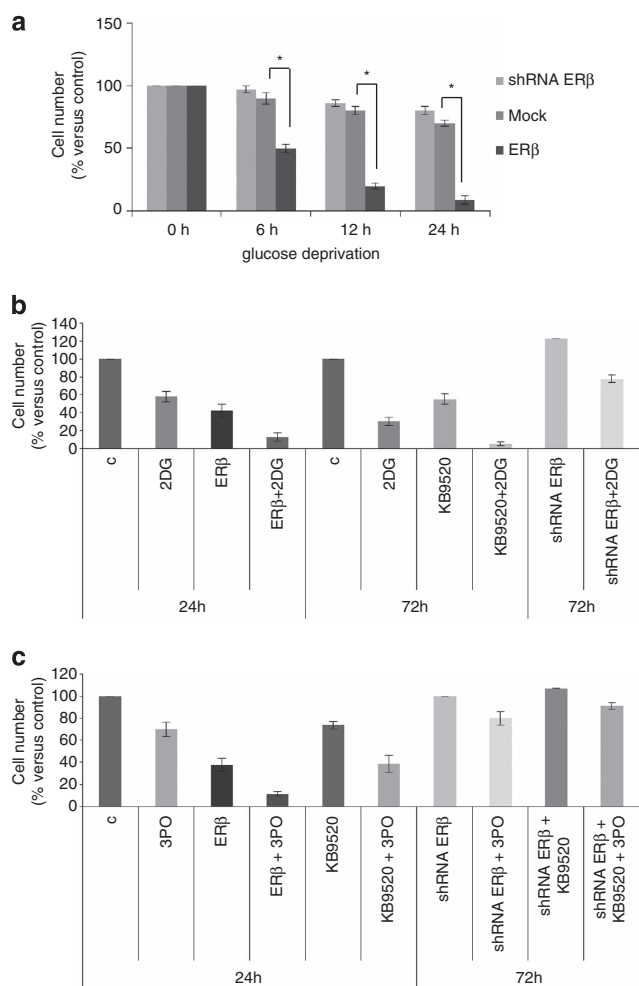 a
Cell number
(% versus control)
150
100
50
0
*
*
*
0 h
6 h
12 h
24 h
glucose deprivation
shRNA ERβ
Mock
ERβ
b
Cell number
(% versus control)
140
120
100
80
60
40
20
0
c
2DG
ERβ
ERβ+2DG
c
2DG
KB9520
KB9520+2DG
shRNA ERβ
shRNA ERβ+2DG
24h
72h
72h
c
Cell number
(% versus control)
120
100
80
60
40
20
0
c
3PO
ERβ
ERβ + 3PO
KB9520
KB9520 + 3PO
shRNA ERβ
shRNA ERβ + 3PO
shRNA ERβ +
KB9520
shRNA ERβ +
KB9520 + 3PO
24h
72h